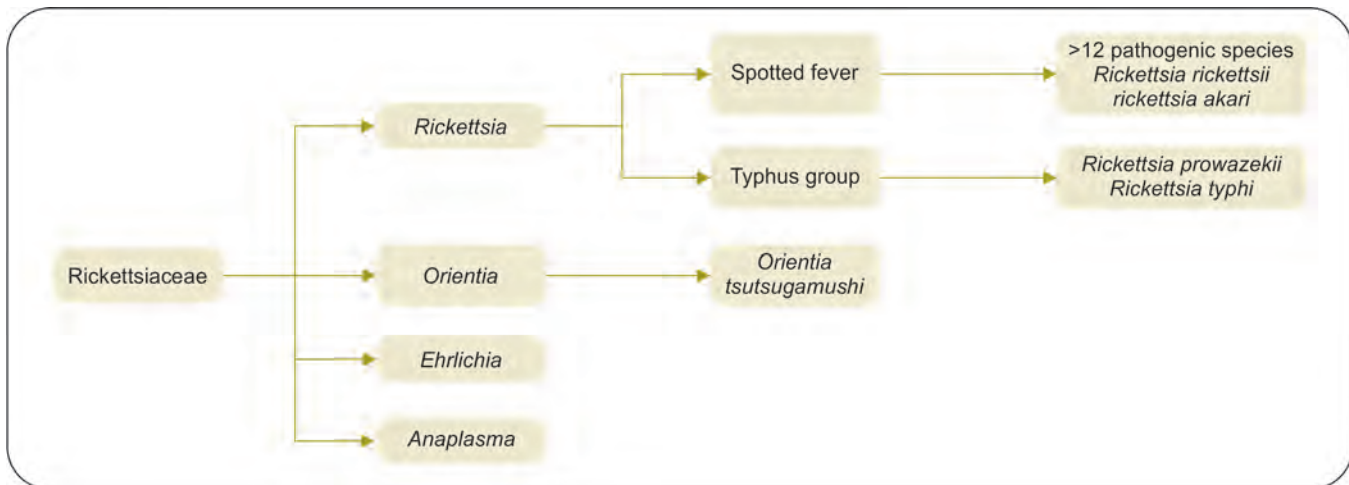 Spotted fever
>12 pathogenic species
Rickettsia rickettsii
rickettsia akari
Rickettsia
Typhus group
Rickettsia prowazekii
Rickettsia typhi
Rickettsiaceae
Orientia
Orientia
tsutsugamushi
Ehrlichia
Anaplasma